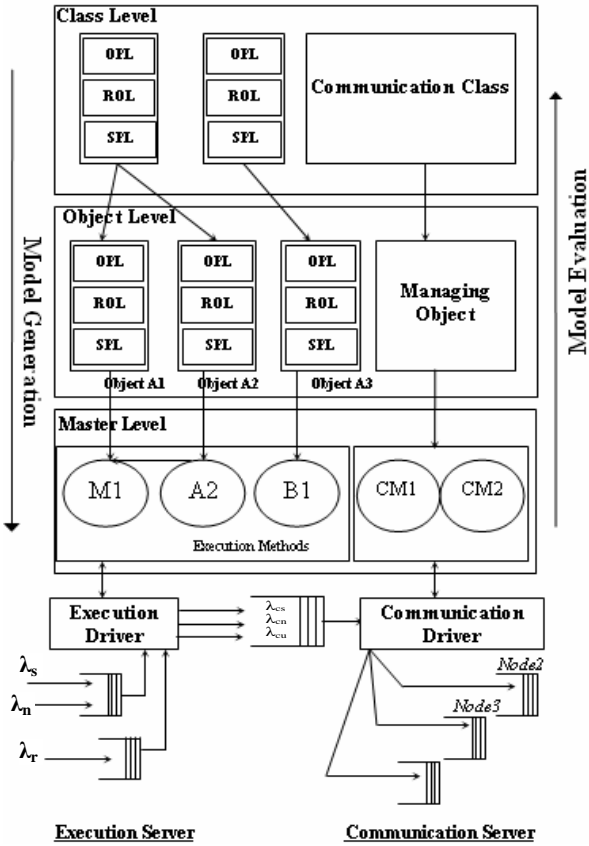 Class Level
OPL
ROL
SPL
OPL
ROL
SPL
Communication Class
Object Level
OPL
ROL
SPL
Object A1
OPL
ROL
SPL
Object A2
OPL
ROL
SPL
Object A3
Managing
Object
Model Generation
Model Evaluation
Master Level
M1
A2
B1
Execution Methods
CM1
CM2
Execution
Driver
λcs
λcn
λcu
Communication
Driver
λs
λn
λr
Node2
Node3
Execution Server
Communication Server